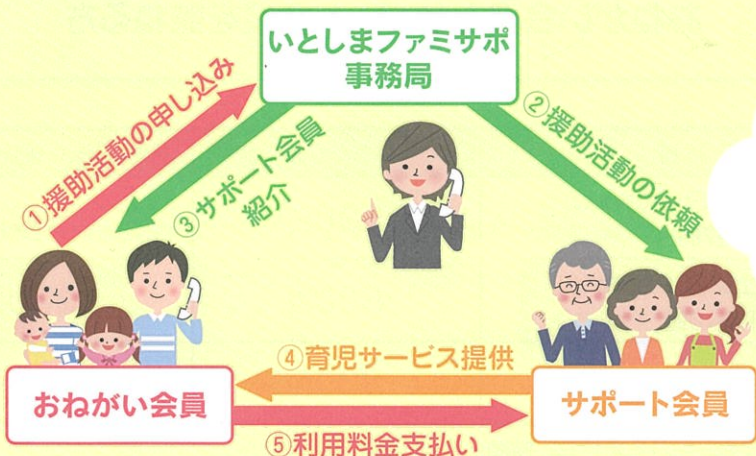 いとしまファミサポ
事務局
①援助活動の申し込み
②援助活動の依頼
③サポート会員
紹介
④育児サービス提供
おねがい会員
サポート会員
⑤利用料金支払い